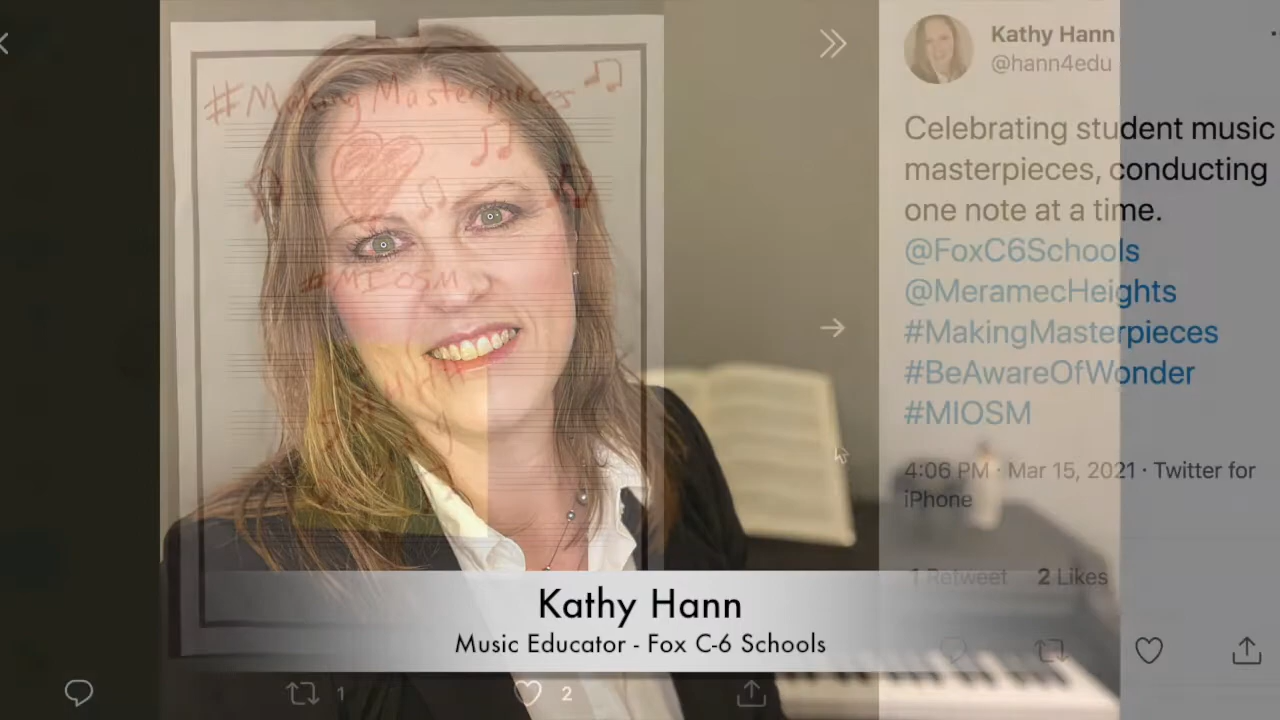 #Making Masterpieces
#MIOSM
Kathy Hann
@hann4edu
Celebrating student music
masterpieces, conducting
one note at a time.
@FoxC6Schools
@MeramecHeights
#MakingMasterpieces
#BeAwareOfWonder
#MIOSM
4:06 PM · Mar 15, 2021 · Twitter for
iPhone
1 Retweet 2 Likes
Kathy Hann
Music Educator - Fox C-6 Schools
1 2